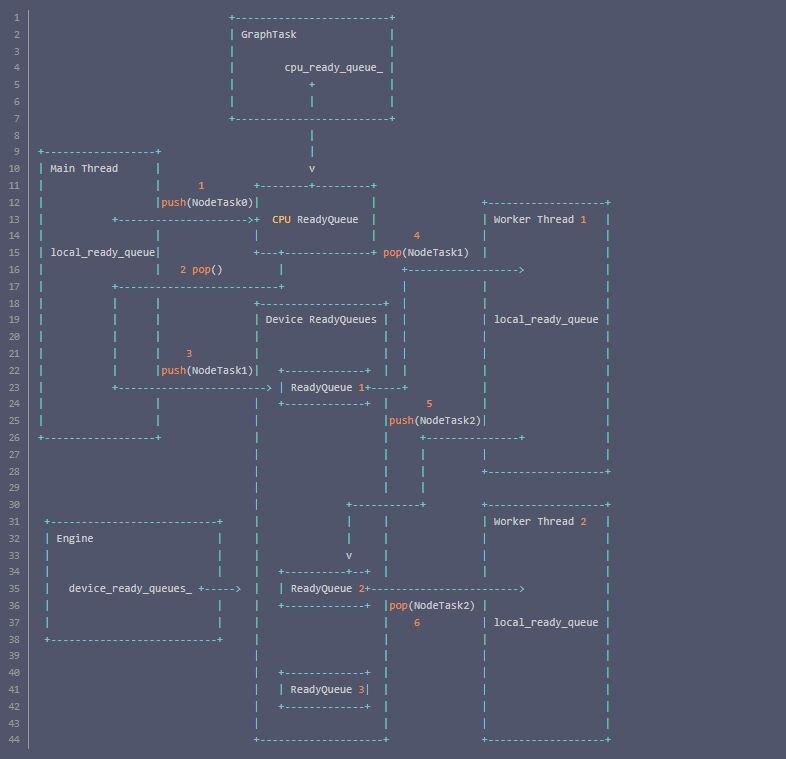 1 +-------------------------+
2 | GraphTask |
3 | |
4 | cpu_ready_queue_ |
5 | + |
6 | | |
7 +-------------------------+
8 |
9 +------------------+ |
10 | Main Thread | v
11 | | 1 +--------+---------+
12 | |push(NodeTask0)| | +-------------------+
13 | +--------------------->+ CPU ReadyQueue | | Worker Thread 1 |
14 | | | | 4 | |
15 | local_ready_queue| +---+--------------+ pop(NodeTask1) | |
16 | | 2 pop() | +------------------> |
17 | +--------------------------+ | | |
18 | | | +--------------------+ | | |
19 | | | | Device ReadyQueues | | | local_ready_queue |
20 | | | | | | | |
21 | | | 3 | | | | |
22 | | |push(NodeTask1)| +-------------+ | | | |
23 | +------------------------> | ReadyQueue 1+-----+ | |
24 | | | +-------------+ | 5 | |
25 | | | |push(NodeTask2)| |
26 +------------------+ | | +---------------+ |
27 | | | | |
28 | | | +-------------------+
29 | | |
30 | +-----------+ +-------------------+
31 +---------------------------+ | | | | Worker Thread 2 |
32 | Engine | | | | | |
33 | | | v | | |
34 | | | +----------+--+ | | |
35 | device_ready_queues_ +-----> | | ReadyQueue 2+------------------------> |
36 | | | +-------------+ |pop(NodeTask2) | |
37 | | | | 6 | local_ready_queue |
38 +---------------------------+ | | | |
39 | | | |
40 | +-------------+ | | |
41 | | ReadyQueue 3| | | |
42 | +-------------+ | | |
43 | | | |
44 +--------------------+ +-------------------+